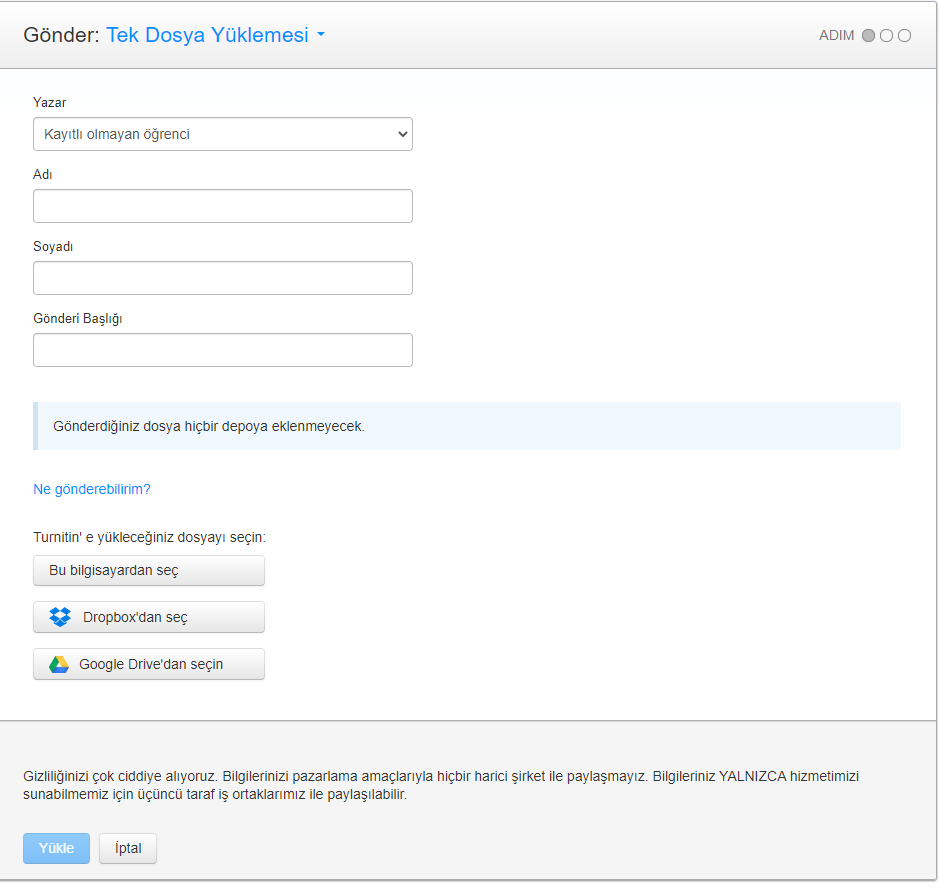 Gönder: Tek Dosya Yüklemesi
ADIM
Yazar
Kayıtlı olmayan öğrenci
Adı
Soyadı
Gönderi Başlığı
Gönderdiğiniz dosya hiçbir depoya eklenmeyecek.
Ne gönderebilirim?
Turnitin' e yükleceğiniz dosyayı seçin:
Bu bilgisayardan seç
Dropbox'dan seç
Google Drive'dan seçin
Gizliliğinizi çok ciddiye alıyoruz. Bilgilerinizi pazarlama amaçlarıyla hiçbir harici şirket ile paylaşmayız. Bilgileriniz YALNIZCA hizmetimizi
sunabilmemiz için üçüncü taraf iş ortaklarımız ile paylaşılabilir.
Yükle
İptal